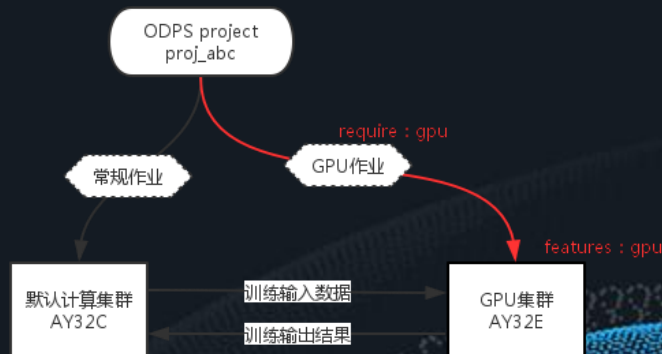 ODPS project
proj_abc
require：gpu
GPU作业
常规作业
features：gpu
默认计算集群
AY32C
训练输入数据
训练输出结果
GPU集群
AY32E